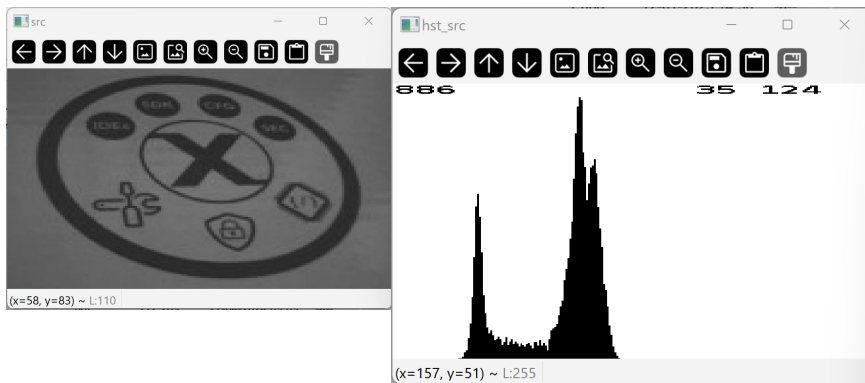 src
hst_src
886 35 124
IDEs SDK CFG SEC
X
(x=58, y=83) ~ L:110
(x=157, y=51) ~ L:255